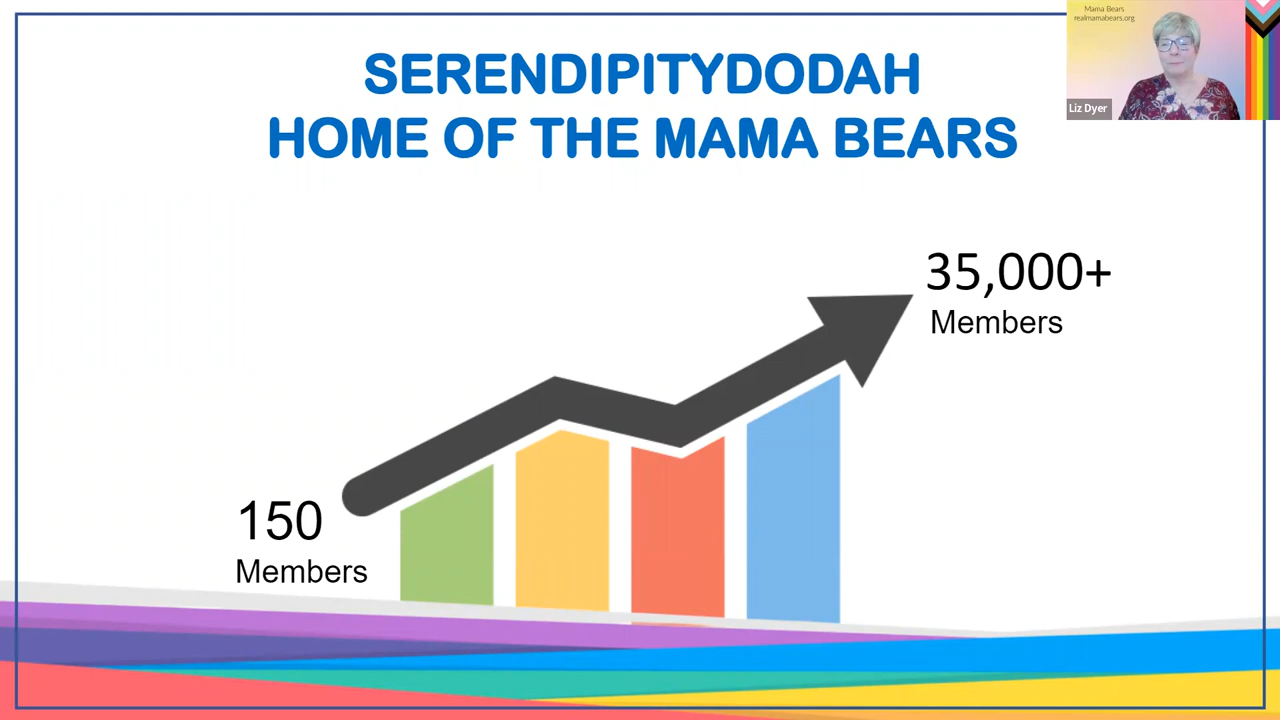 SERENDIPITYDODAH
HOME OF THE MAMA BEARS
Mama Bears
realmamabears.org
Liz Dyer
35,000+
Members
150
Members